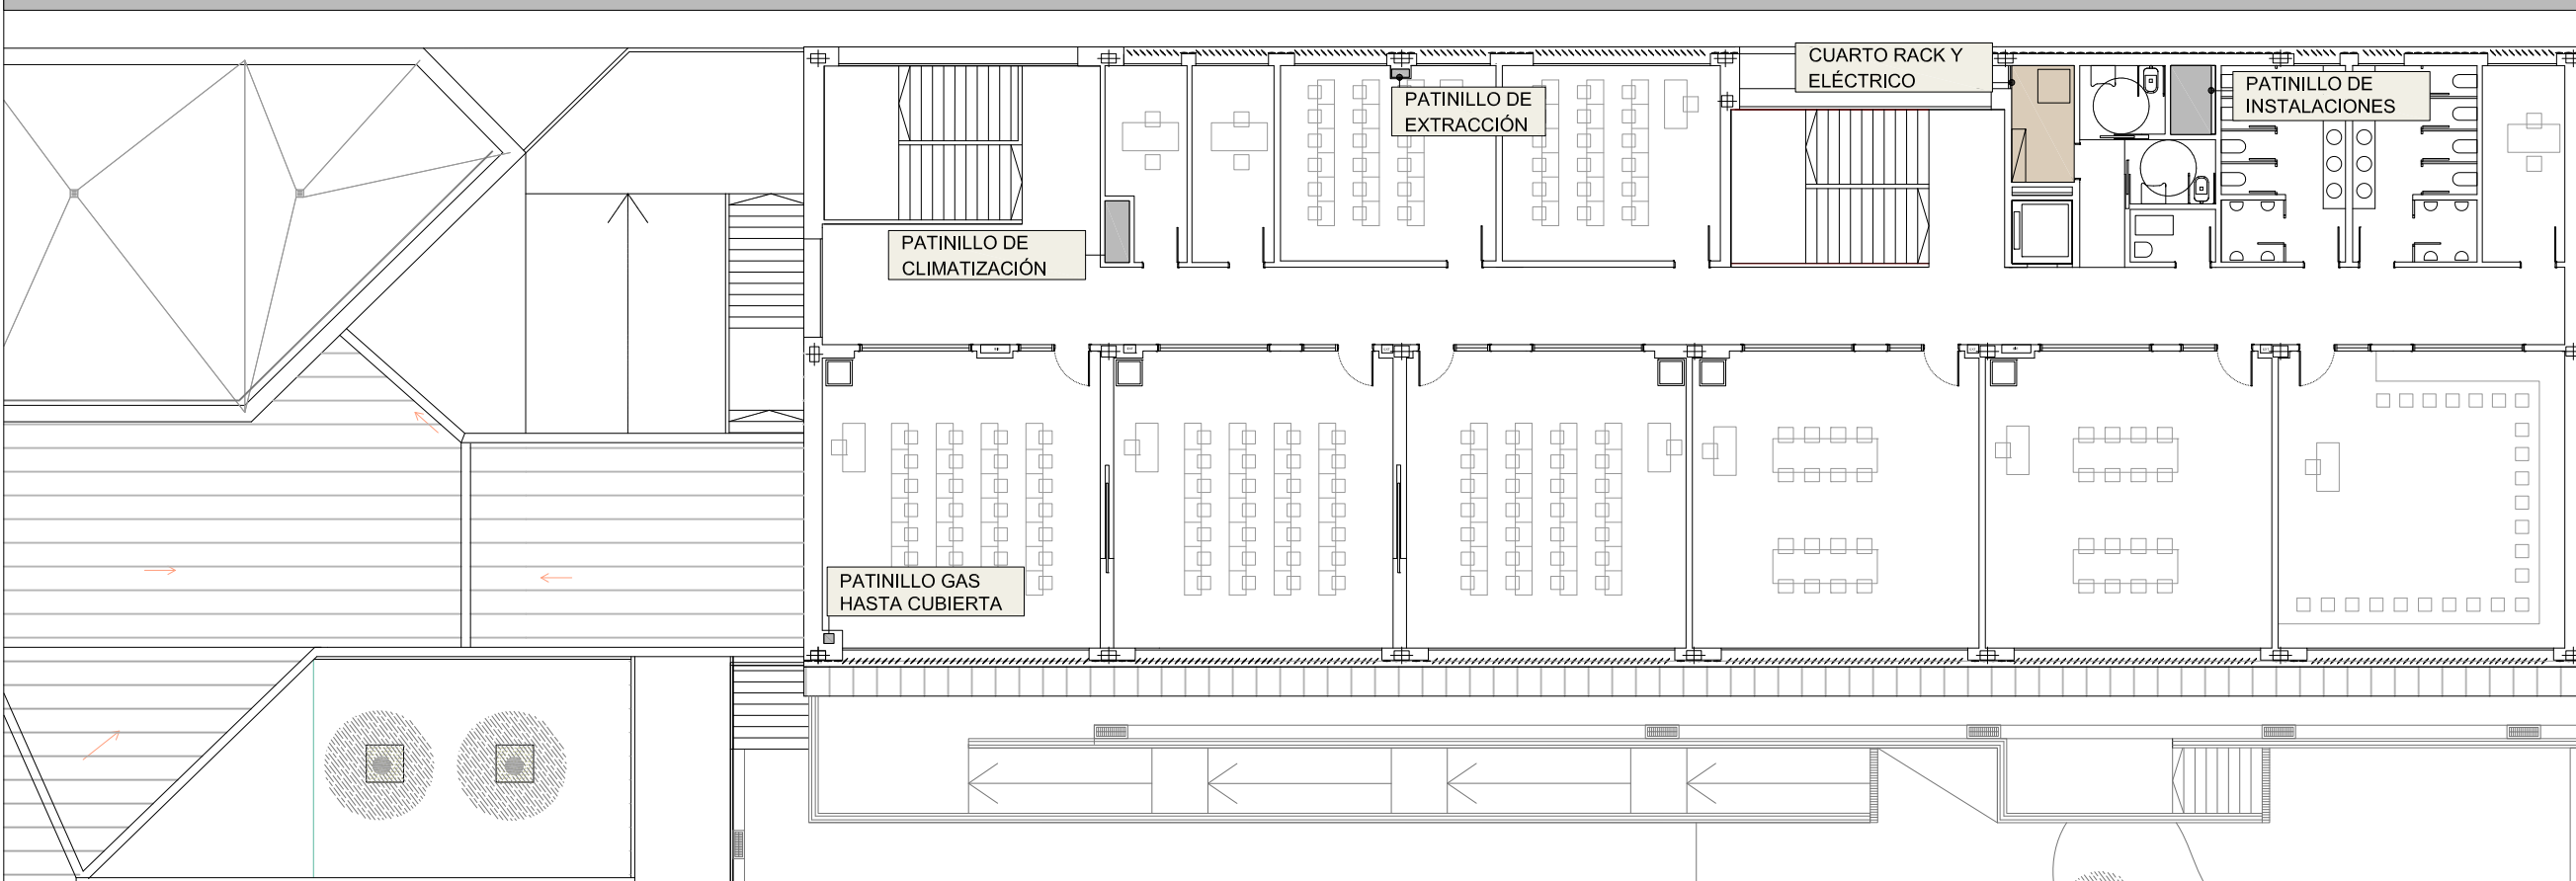 CUARTO RACK Y
ELÉCTRICO
PATINILLO DE
INSTALACIONES
PATINILLO DE
EXTRACCIÓN
PATINILLO DE
CLIMATIZACIÓN
PATINILLO GAS
HASTA CUBIERTA